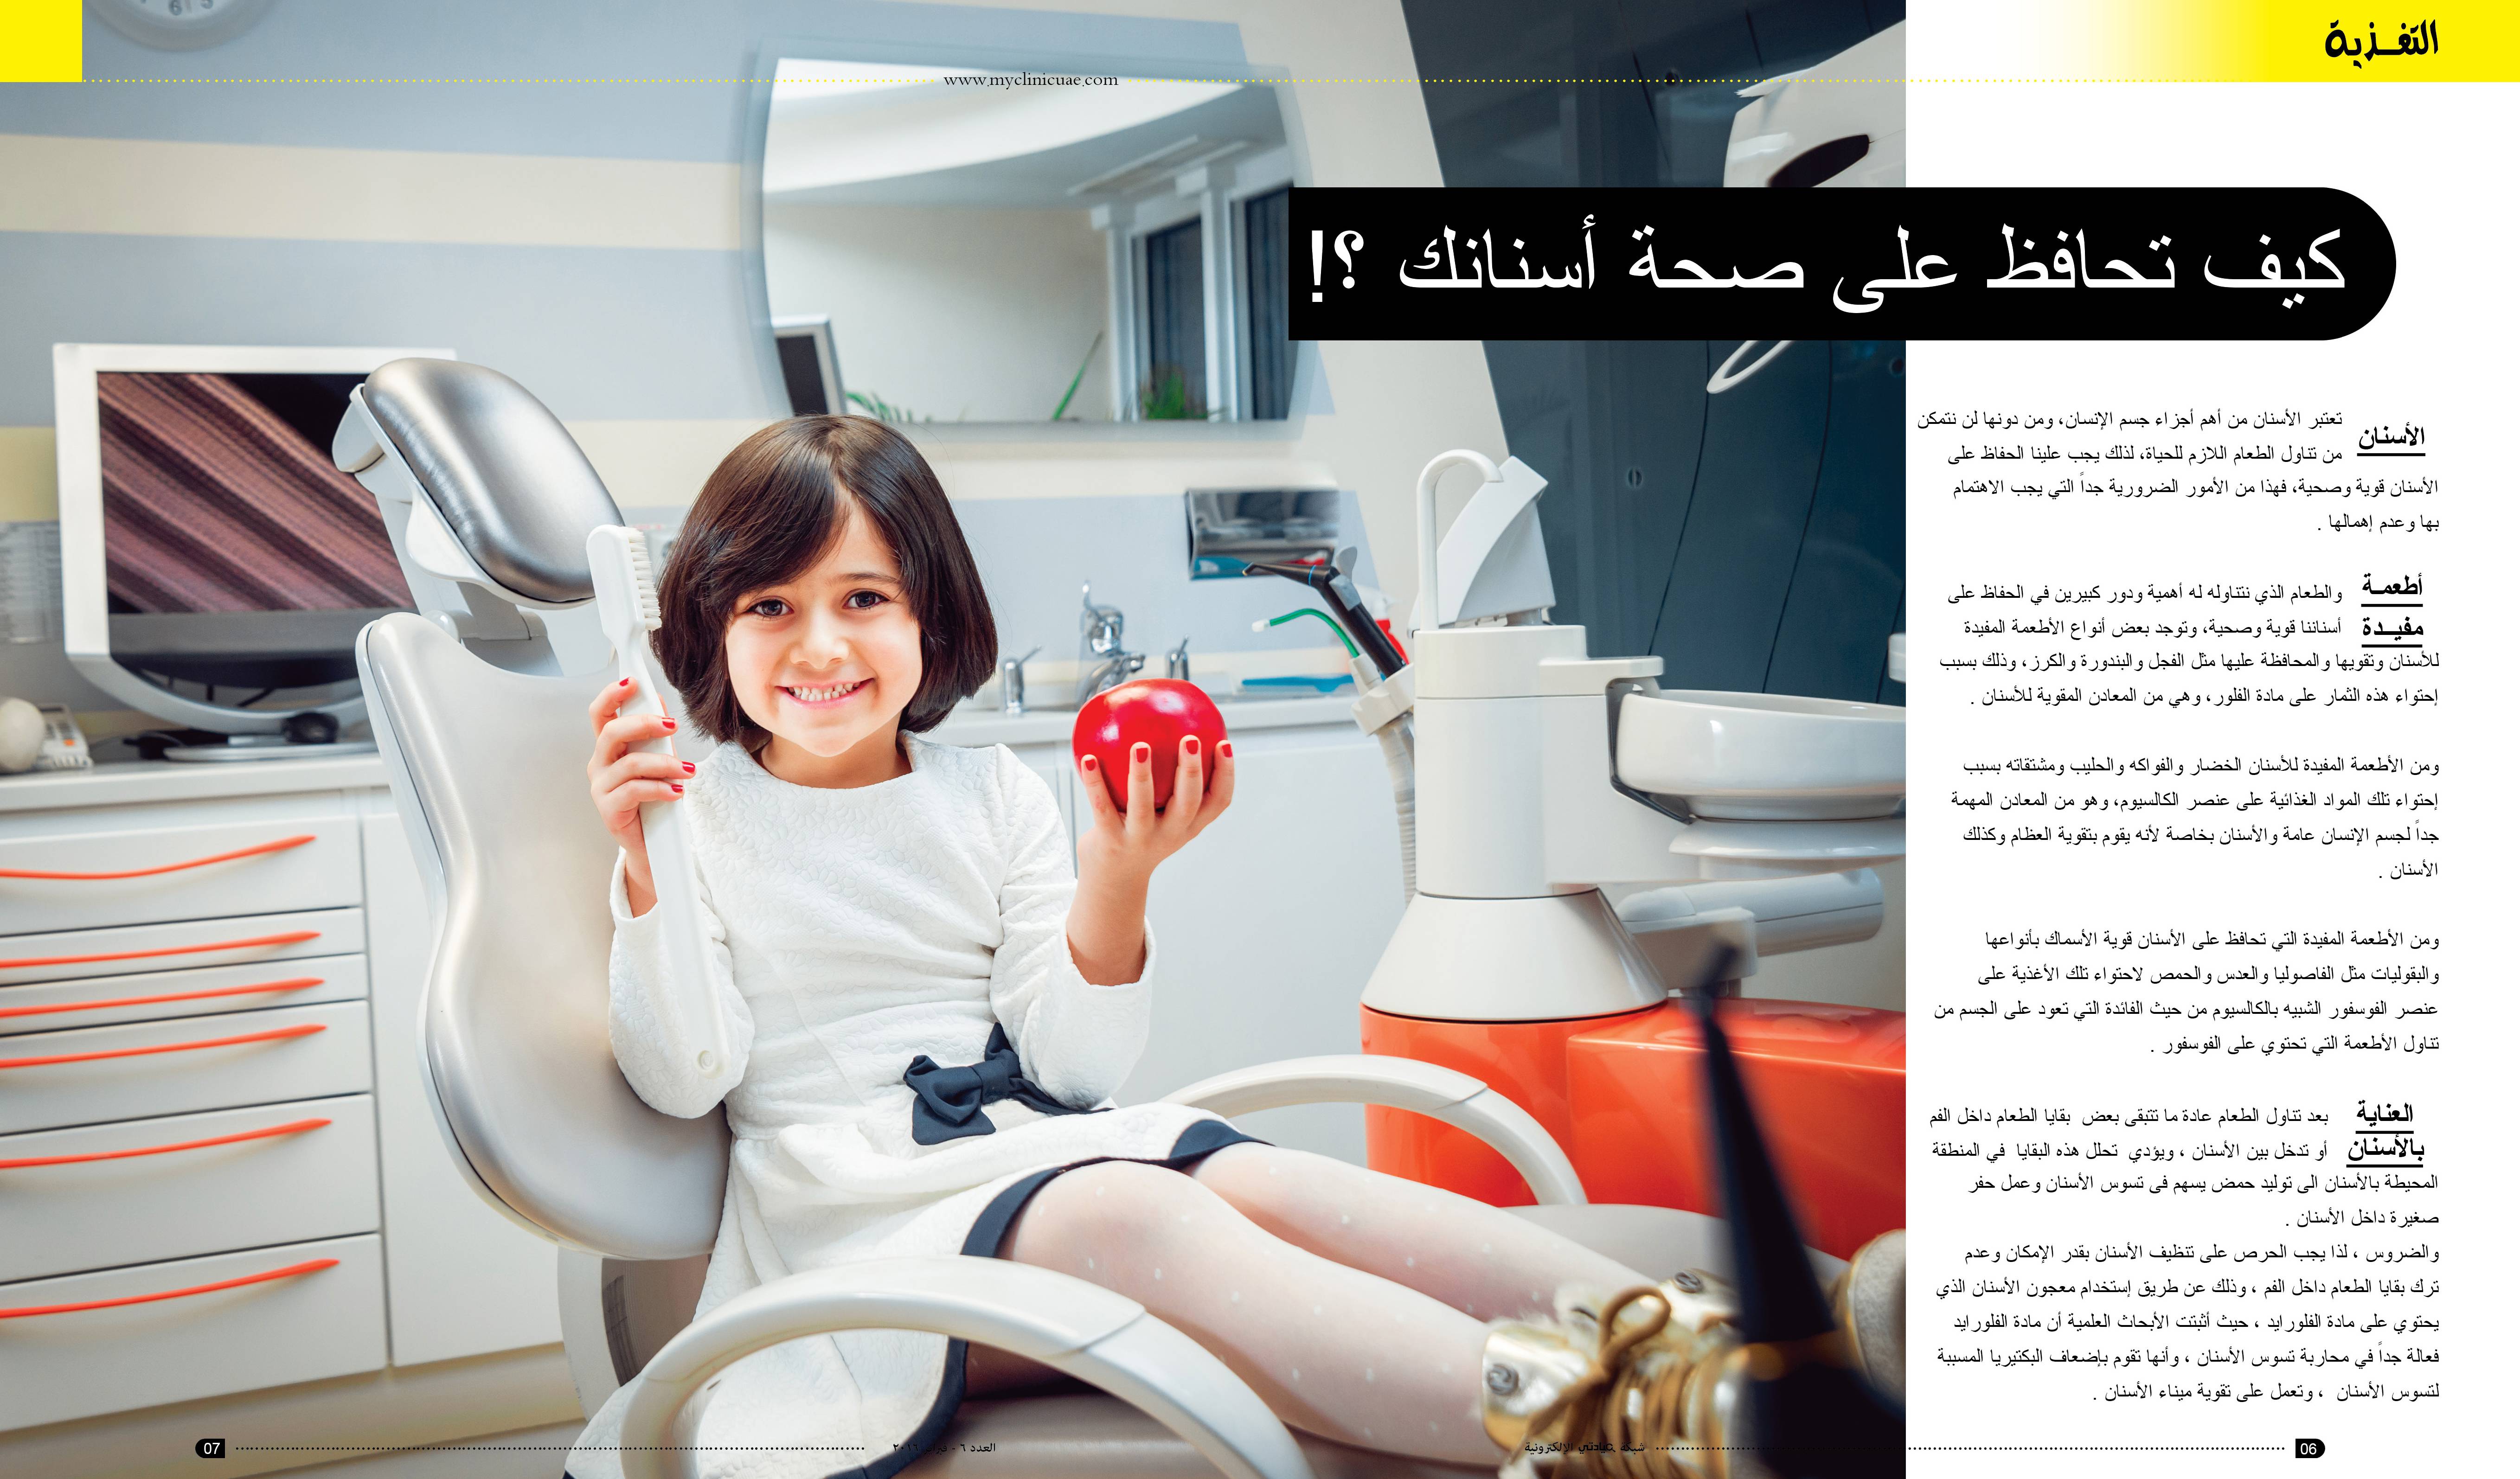 التغذية
www.myclinicuae.com
كيف تحافظ على صحة أسنانك ؟!
الأسنان
تعتبر الأسنان من أهم أجزاء جسم الإنسان، ومن دونها لن نتمكن
من تناول الطعام اللازم للحياة، لذلك يجب علينا الحفاظ على
الأسنان قوية وصحية، فهذا من الأمور الضرورية جداً التي يجب الاهتمام
بها وعدم إهمالها .
أطعمة
مفيدة
والطعام الذي نتناوله له أهمية ودور كبيرين في الحفاظ على
أسناننا قوية وصحية، وتوجد بعض أنواع الأطعمة المفيدة
للأسنان وتقويها والمحافظة عليها مثل الفجل والبندورة والكرز، وذلك بسبب
إحتواء هذه الثمار على مادة الفلور، وهي من المعادن المقوية للأسنان .
ومن الأطعمة المفيدة للأسنان الخضار والفواكه والحليب ومشتقاته بسبب
إحتواء تلك المواد الغذائية على عنصر الكالسيوم، وهو من المعادن المهمة
جداً لجسم الإنسان عامة والأسنان بخاصة لأنه يقوم بتقوية العظام وكذلك
الأسنان .
ومن الأطعمة المفيدة التي تحافظ على الأسنان قوية الأسماك بأنواعها
والبقوليات مثل الفاصوليا والعدس والحمص لاحتواء تلك الأغذية على
عنصر الفوسفور الشبيه بالكالسيوم من حيث الفائدة التي تعود على الجسم من
تناول الأطعمة التي تحتوي على الفوسفور .
العناية
بالأسنان
بعد تناول الطعام عادة ما تتبقى بعض بقايا الطعام داخل الفم
أو تدخل بين الأسنان ، ويؤدي تحلل هذه البقايا في المنطقة
المحيطة بالأسنان الى توليد حمض يسهم فى تسوس الأسنان وعمل حفر
صغيرة داخل الأسنان .
والضروس ، لذا يجب الحرص على تنظيف الأسنان بقدر الإمكان وعدم
ترك بقايا الطعام داخل الفم ، وذلك عن طريق إستخدام معجون الأسنان الذي
يحتوي على مادة الفلورايد ، حيث أثبتت الأبحاث العلمية أن مادة الفلورايد
فعالة جداً في محاربة تسوس الأسنان ، وأنها تقوم بإضعاف البكتيريا المسببة
لتسوس الأسنان ، وتعمل على تقوية ميناء الأسنان .
06
شبكة عيادتي الإلكترونية
العدد ٦ - فبراير ٢٠١٦
07